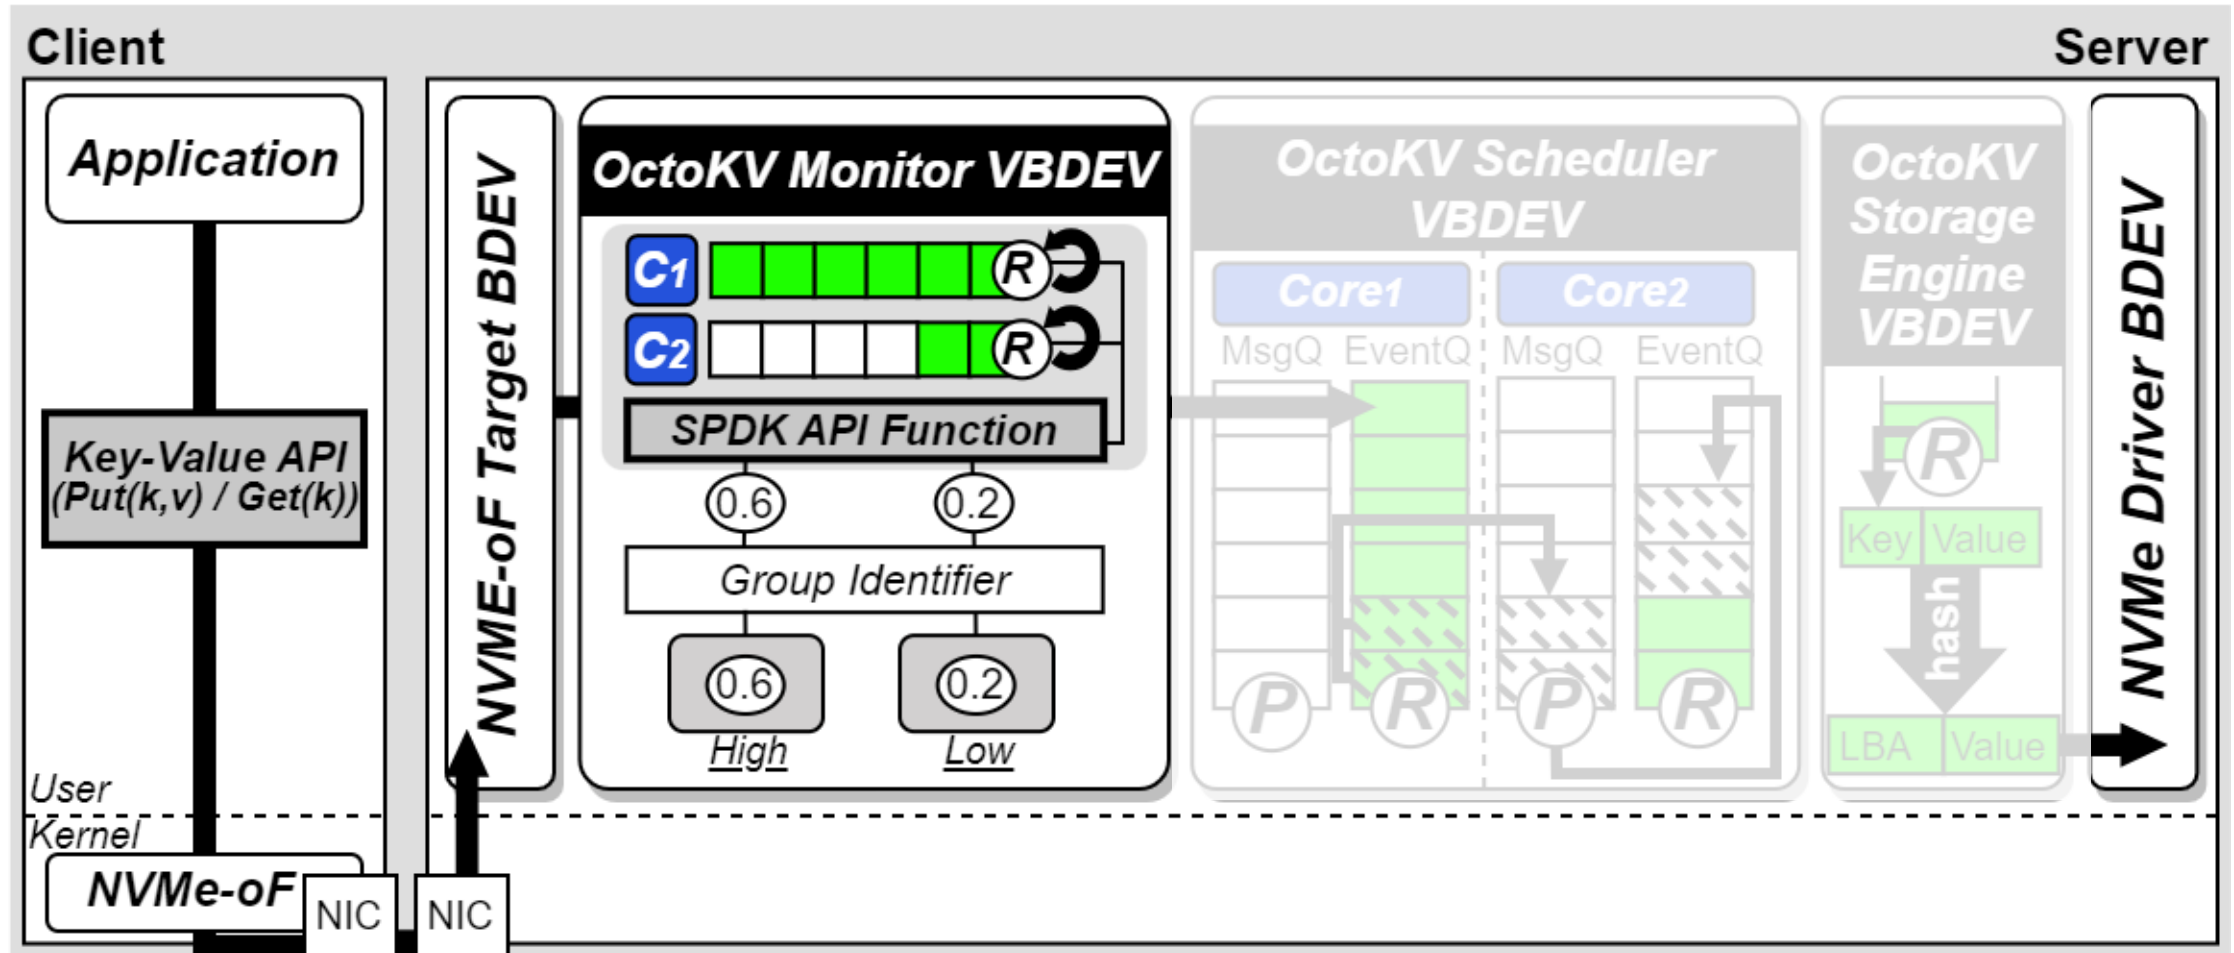 Client
Server
Application
Key-Value API
(Put(k,v) / Get(k))
User
Kernel
NVMe-oF
NIC
NIC
NVME-oF Target BDEV
OctoKV Monitor VBDEV
C1
R
C2
R
SPDK API Function
0.6
0.2
Group Identifier
0.6
0.2
High
Low
OctoKV Scheduler
VBDEV
Core1
Core2
MsgQ
EventQ
MsgQ
EventQ
P
R
P
R
OctoKV
Storage
Engine
VBDEV
R
Key
Value
hash
LBA
Value
NVMe Driver BDEV